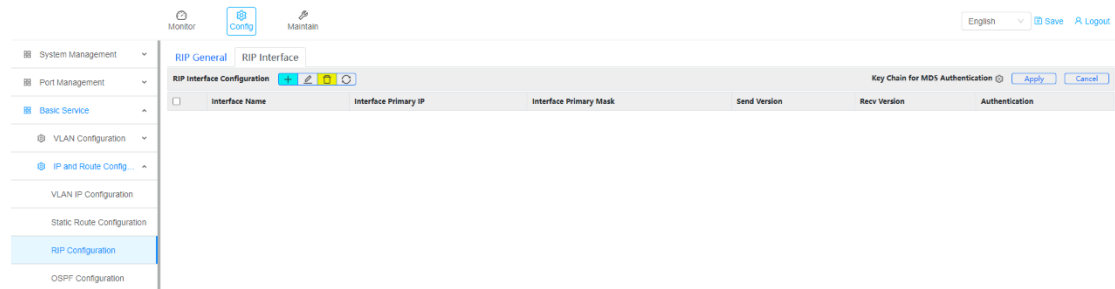 Monitor Config Maintain English Save Logout
System Management
Port Management
Basic Service
VLAN Configuration
IP and Route Config...
VLAN IP Configuration
Static Route Configuration
RIP Configuration
OSPF Configuration
RIP General RIP Interface
RIP Interface Configuration Key Chain for MD5 Authentication Apply Cancel
Interface Name Interface Primary IP Interface Primary Mask Send Version Recv Version Authentication